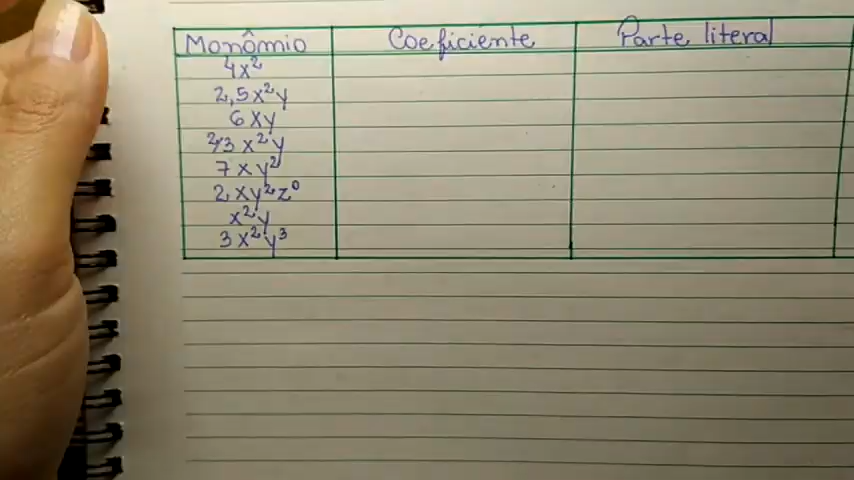 Monômio Coeficiente Parte literal
4x²
2,5x²y
6xy
2/3 x²y
7xy²
2xy²z⁰
x²y
3x²y³